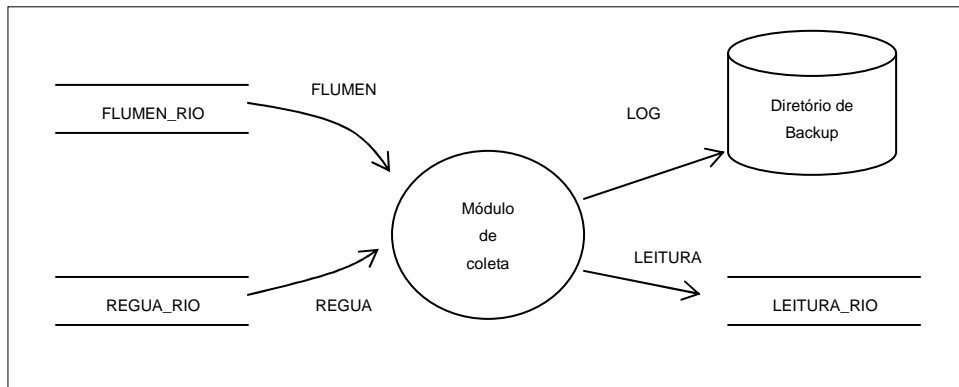 FLUMEN
FLUMEN_RIO
LOG
Diretório de
Backup
Módulo
de
coleta
REGUA_RIO
REGUA
LEITURA
LEITURA_RIO